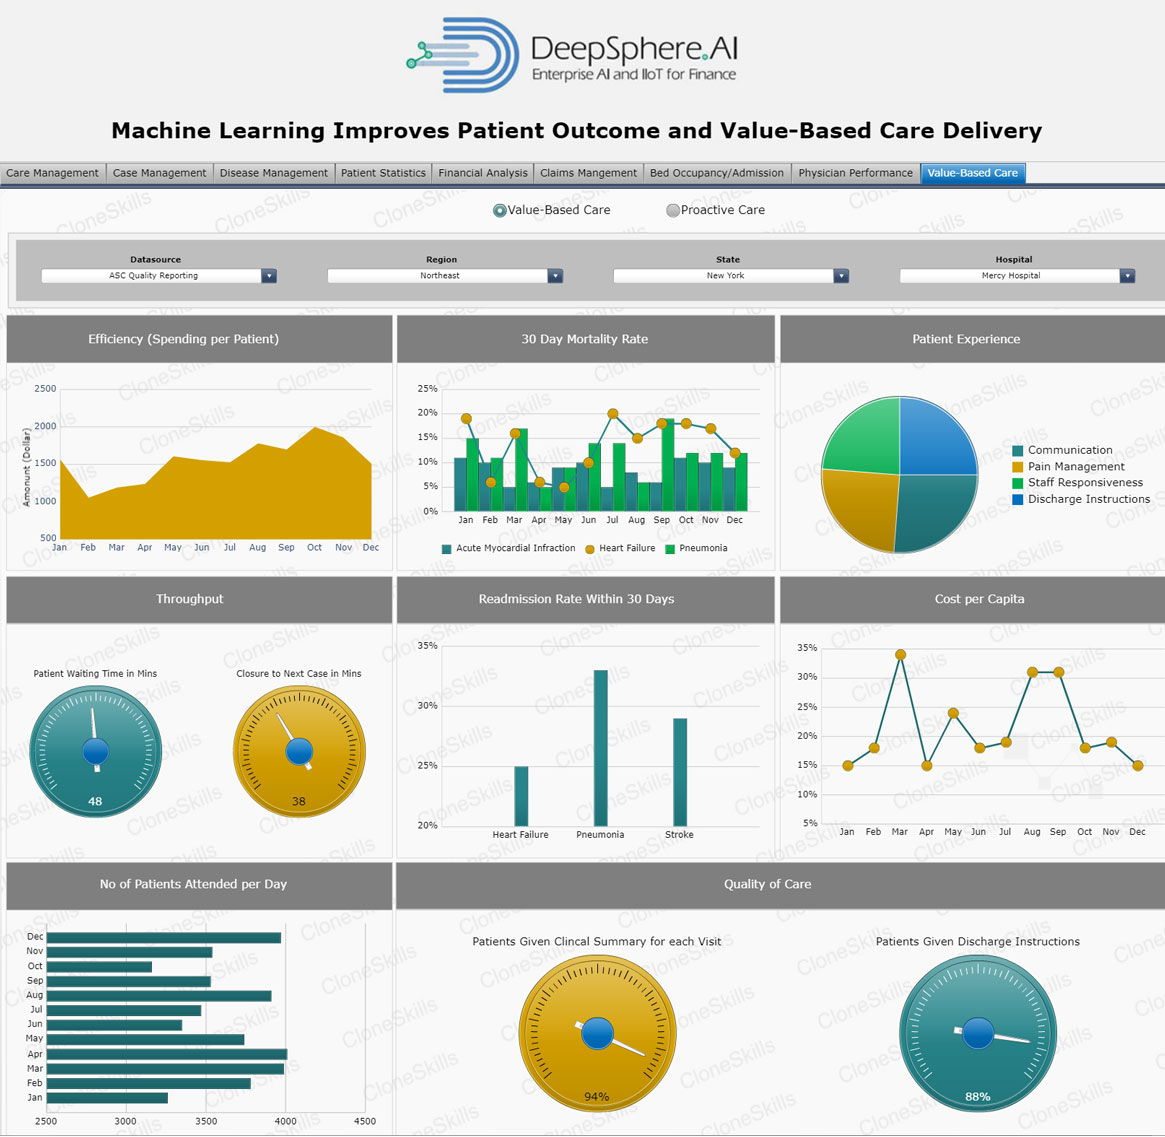 DeepSphere.AI
Enterprise AI and IIoT for Finance
Machine Learning Improves Patient Outcome and Value-Based Care Delivery
Care Management Case Management Disease Management Patient Statistics Financial Analysis Claims Mangement Bed Occupancy/Admission Physician Performance Value-Based Care
Value-Based Care Proactive Care
Datasource Region State Hospital
ASC Quality Reporting Northeast New York Mercy Hospital
Efficiency (Spending per Patient)
2500
2000
1500
1000
500
Amonunt (Dollar)
Jan Feb Mar Apr May Jun Jul Aug Sep Oct Nov Dec
30 Day Mortality Rate
25%
20%
15%
10%
5%
0%
Jan Feb Mar Apr May Jun Jul Aug Sep Oct Nov Dec
Acute Myocardial Infraction Heart Failure Pneumonia
Patient Experience
Communication
Pain Management
Staff Responsiveness
Discharge Instructions
Throughput
Patient Waiting Time in Mins
48
Closure to Next Case in Mins
38
Readmission Rate Within 30 Days
35%
30%
25%
20%
Heart Failure Pneumonia Stroke
Cost per Capita
35%
30%
25%
20%
15%
10%
5%
Jan Feb Mar Apr May Jun Jul Aug Sep Oct Nov Dec
No of Patients Attended per Day
Dec
Nov
Oct
Sep
Aug
Jul
Jun
May
Apr
Mar
Feb
Jan
2500 3000 3500 4000 4500
Quality of Care
Patients Given Clincal Summary for each Visit
94%
Patients Given Discharge Instructions
88%
CloneSkills